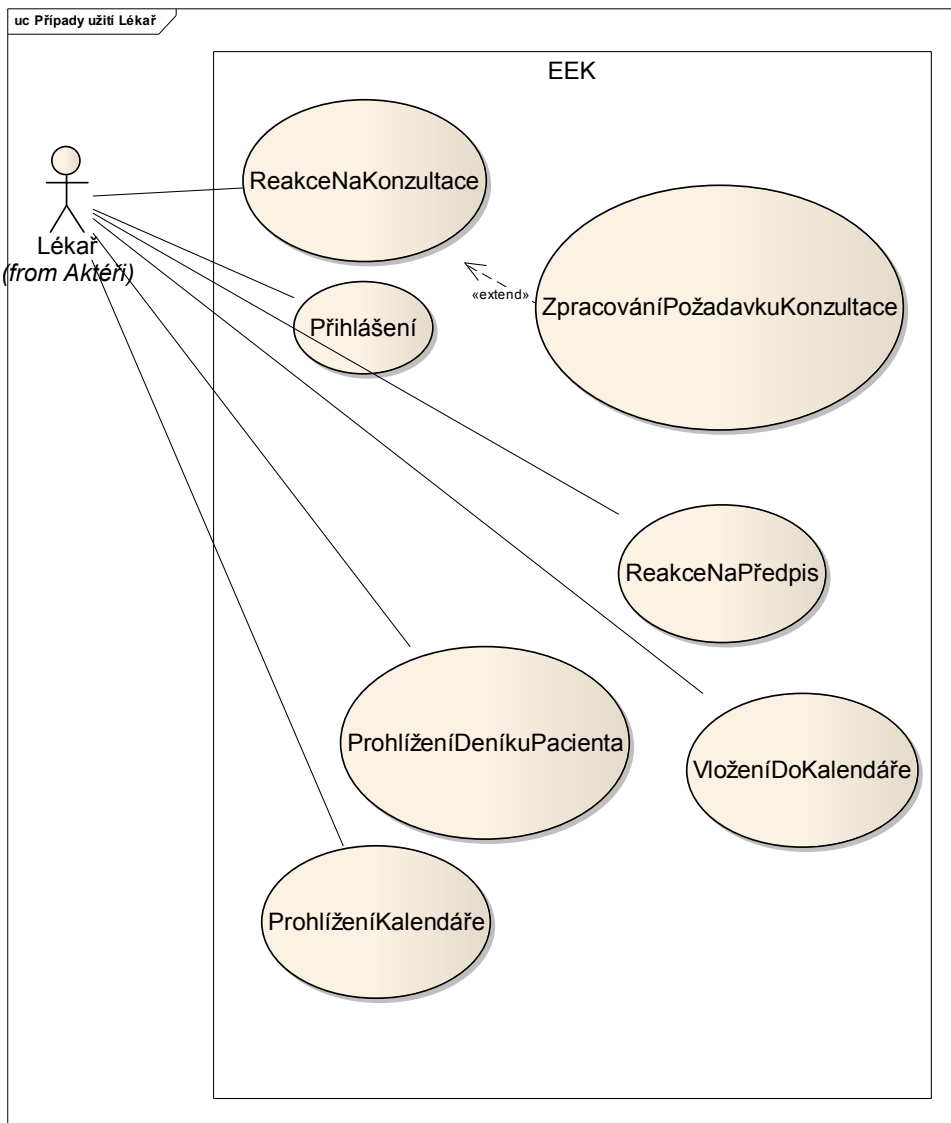 uc Případy užití Lékař
EEK
ReakceNaKonzultace
Lékař
(from Aktéři)
«extend»
ZpracováníPožadavkuKonzultace
Přihlášení
ReakceNaPředpis
ProhlíženíDeníkuPacienta
VloženíDoKalendáře
ProhlíženíKalendáře